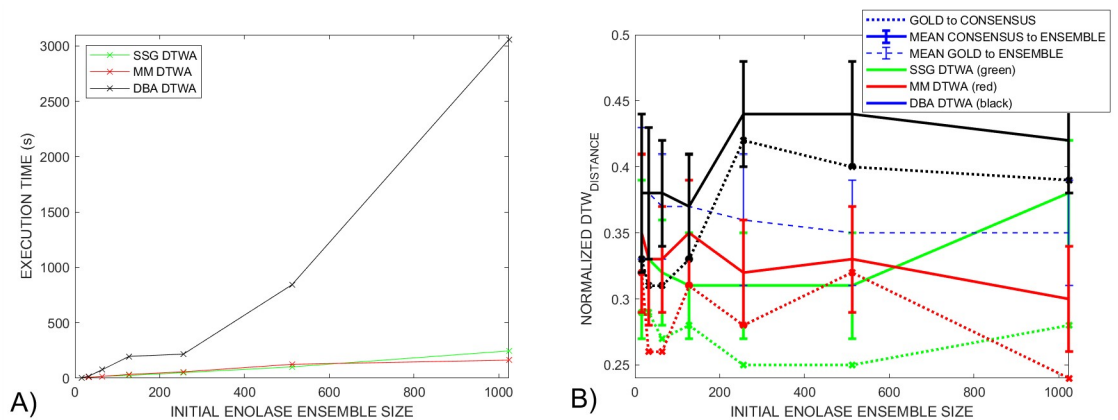 3000
2500
2000
1500
1000
500
0
EXECUTION TIME (s)
SSG DTWA
MM DTWA
DBA DTWA
0 200 400 600 800 1000
INITIAL ENOLASE ENSEMBLE SIZE
A)
0.5
0.45
0.4
0.35
0.3
0.25
NORMALIZED DTW_DISTANCE
GOLD to CONSENSUS
MEAN CONSENSUS to ENSEMBLE
MEAN GOLD to ENSEMBLE
SSG DTWA (green)
MM DTWA (red)
DBA DTWA (black)
0 200 400 600 800 1000
INITIAL ENOLASE ENSEMBLE SIZE
B)